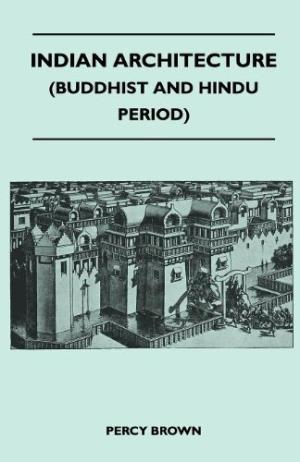 INDIAN ARCHITECTURE
(BUDDHIST AND HINDU
PERIOD)
PERCY BROWN